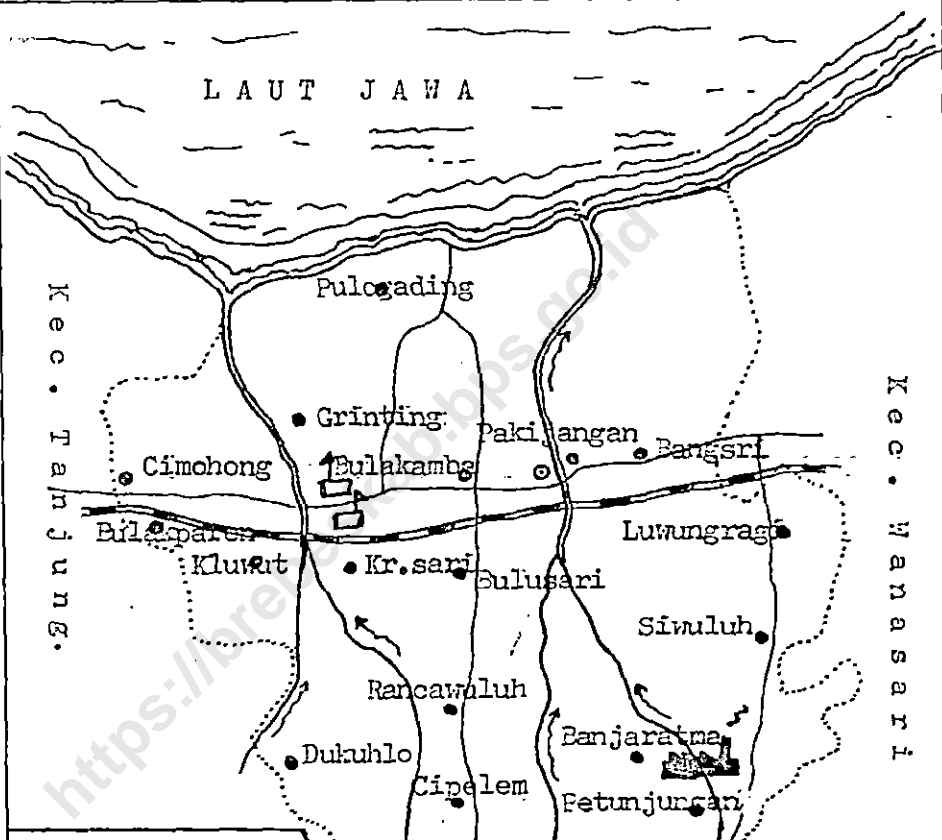 LAUT JAWA
Pulogading
Kec. Tanjung.
Kec. Wanasari
Grinting
Pakijangan
Bangsri
Cimohong
Bulakamba
Bulakparen
Luwungragi
Kluwut
Kr.sari
Bulusari
Siwuluh
Rancawuluh
Banjaratma
Dukuhlo
Cipelem
Petunjungan
https://brebeskab.bps.go.id